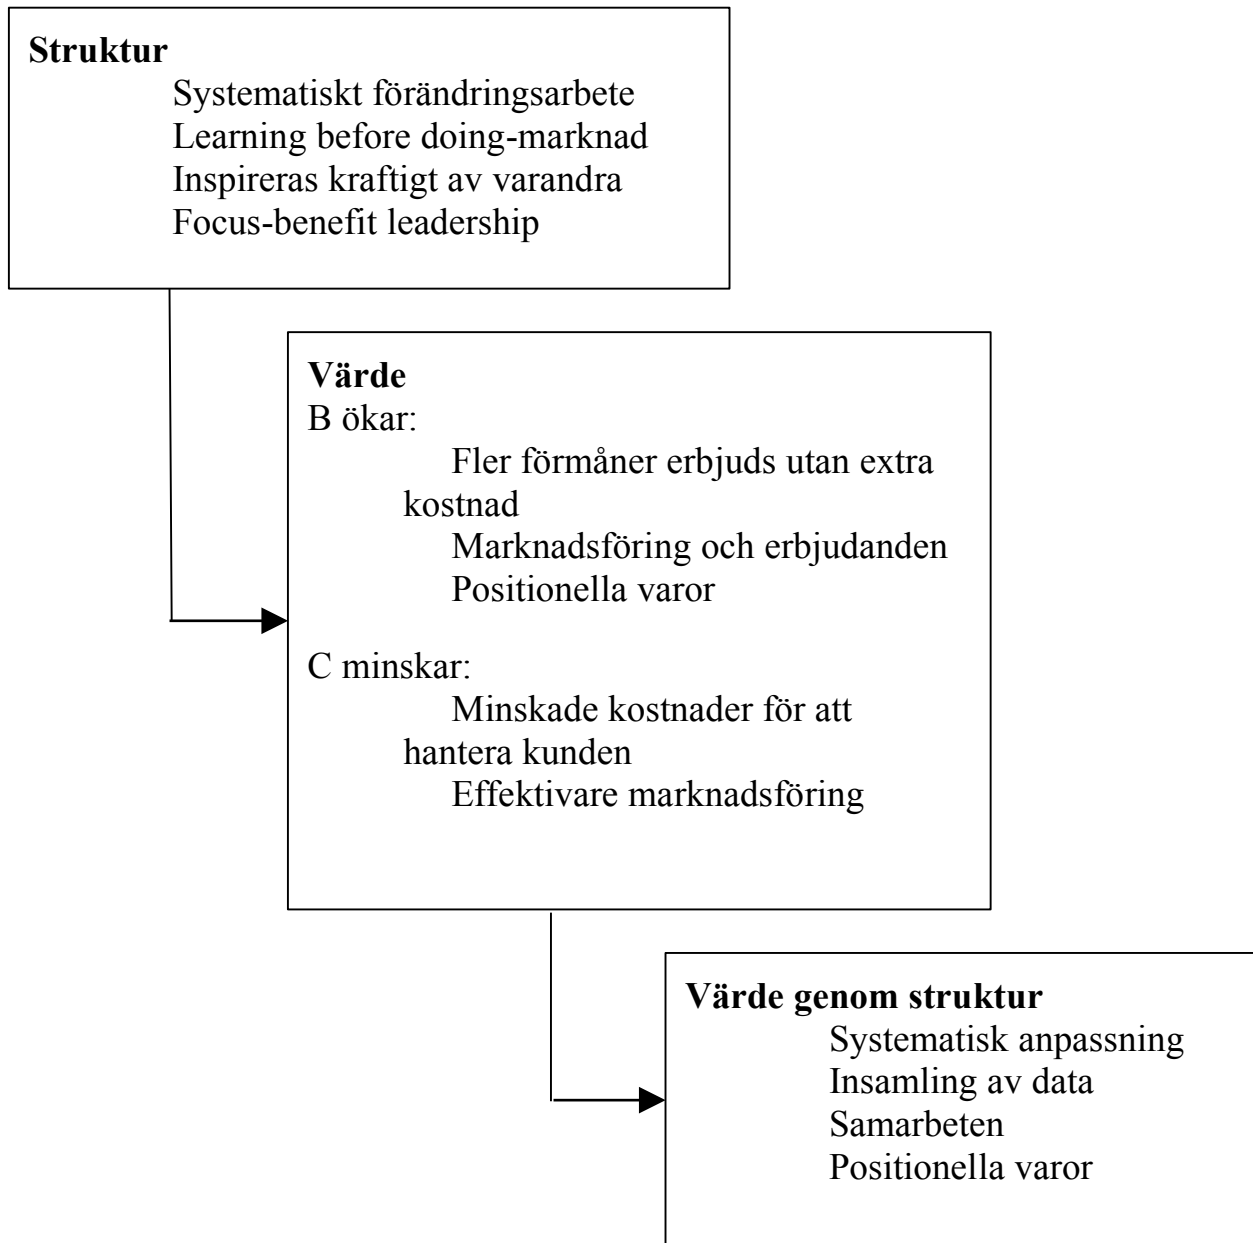 Struktur
Systematiskt förändringsarbete
Learning before doing-marknad
Inspireras kraftigt av varandra
Focus-benefit leadership
Värde
B ökar:
Fler förmåner erbjuds utan extra
kostnad
Marknadsföring och erbjudanden
Positionella varor
C minskar:
Minskade kostnader för att
hantera kunden
Effektivare marknadsföring
Värde genom struktur
Systematisk anpassning
Insamling av data
Samarbeten
Positionella varor